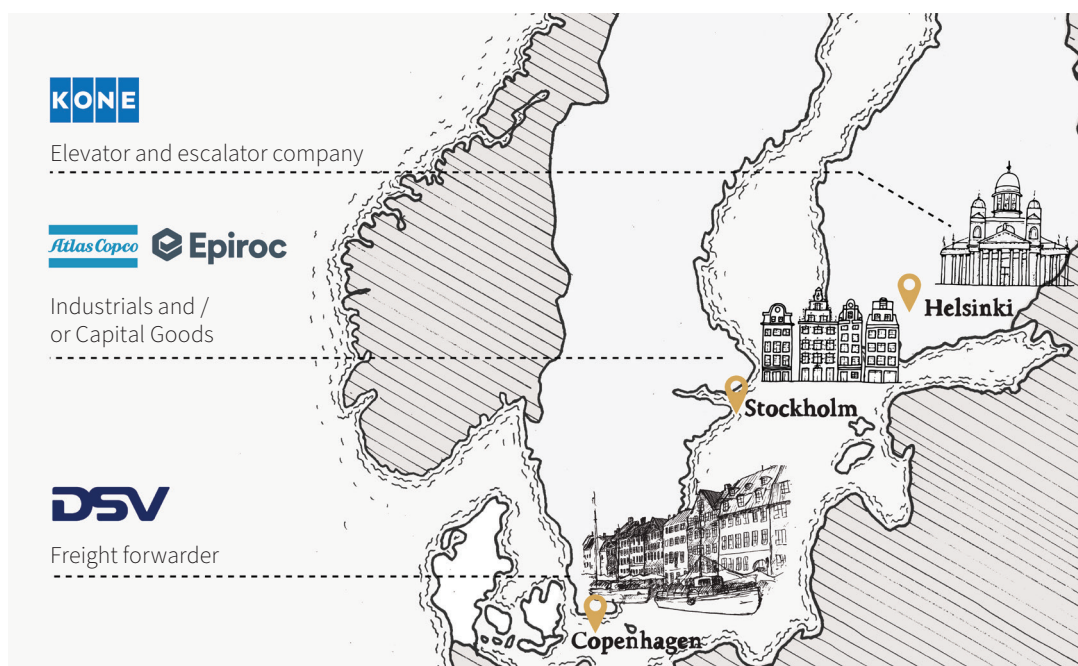 KONE
Elevator and escalator company
Atlas Copco Epiroc
Industrials and /
or Capital Goods
DSV
Freight forwarder
Helsinki
Stockholm
Copenhagen